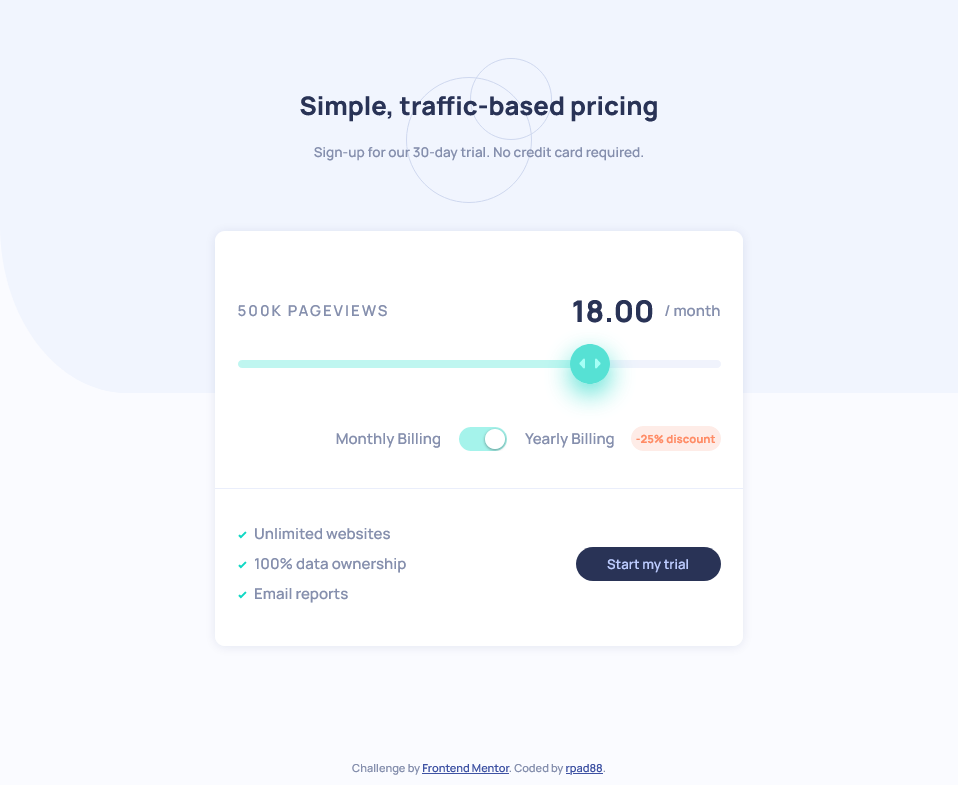 Simple, traffic-based pricing
Sign-up for our 30-day trial. No credit card required.
500K PAGEVIEWS
18.00 / month
Monthly Billing
Yearly Billing
-25% discount
Unlimited websites
100% data ownership
Email reports
Start my trial
Challenge by Frontend Mentor. Coded by rpad88.